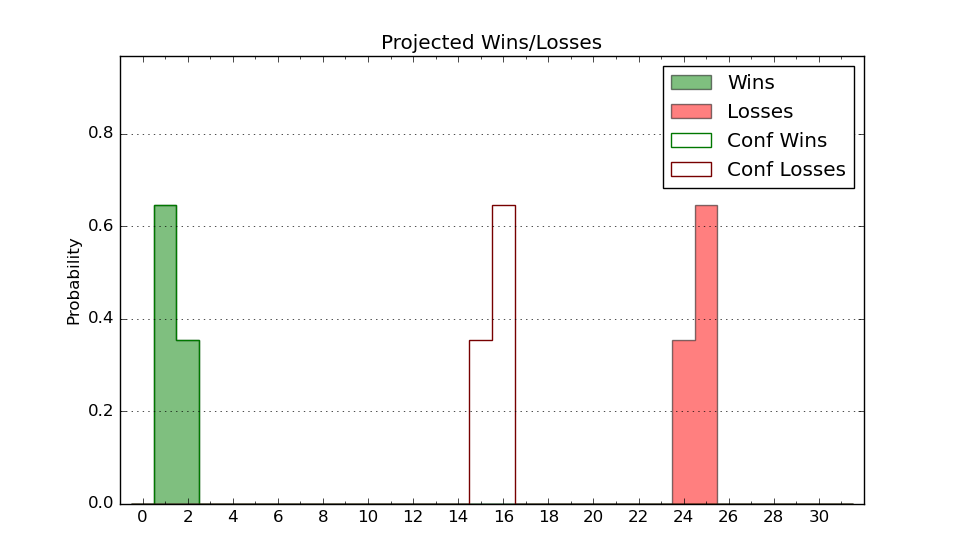 Projected Wins/Losses
Wins
Losses
Conf Wins
Conf Losses
Probability
0.8
0.6
0.4
0.2
0.0
0 2 4 6 8 10 12 14 16 18 20 22 24 26 28 30